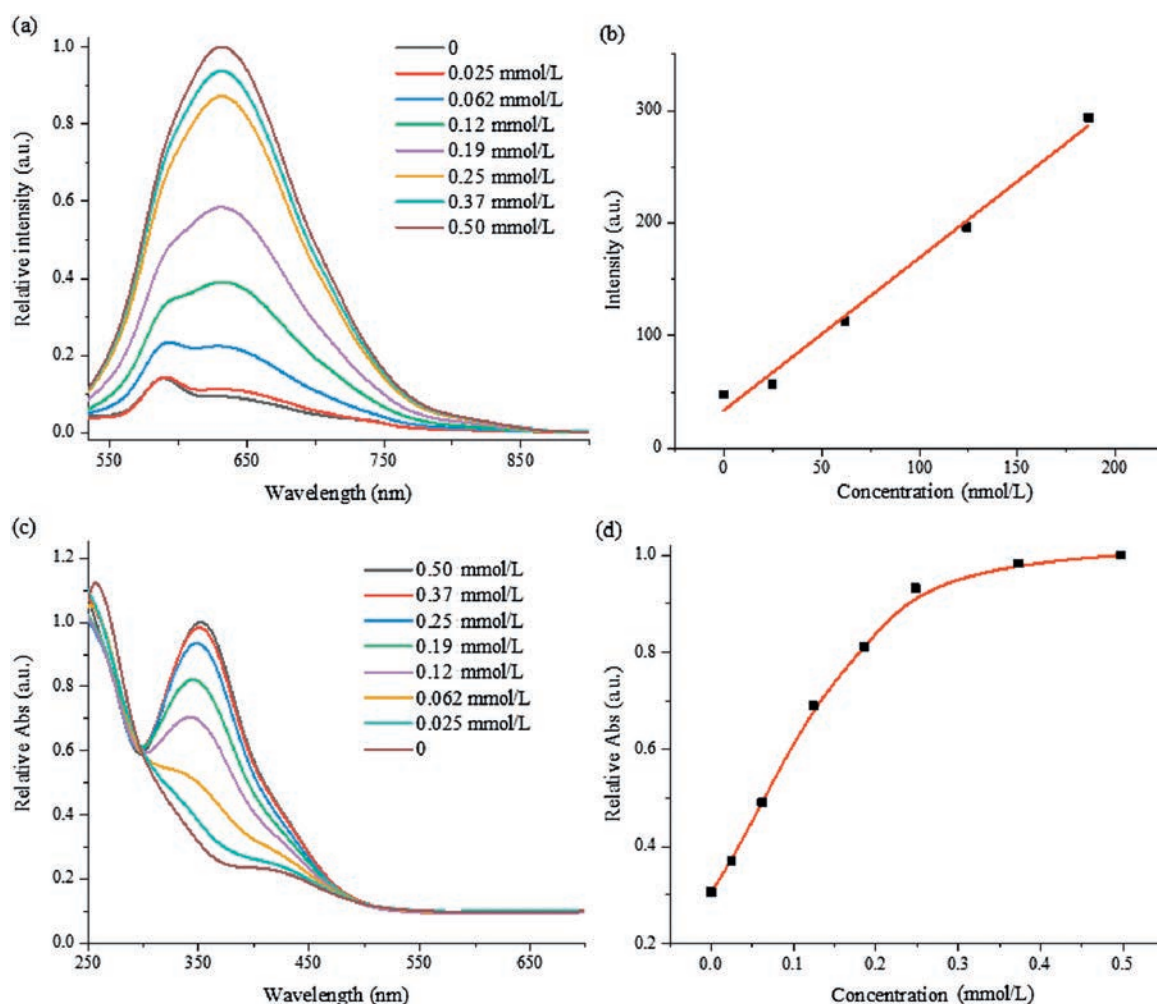 (a)
Relative intensity (a.u.)
1.0
0.8
0.6
0.4
0.2
0.0
0
0.025 mmol/L
0.062 mmol/L
0.12 mmol/L
0.19 mmol/L
0.25 mmol/L
0.37 mmol/L
0.50 mmol/L
550 650 750 850
Wavelength (nm)
(b)
Intensity (a.u.)
300
200
100
0
0 50 100 150 200
Concentration (nmol/L)
(c)
Relative Abs (a.u.)
1.2
1.0
0.8
0.6
0.4
0.2
0.0
0.50 mmol/L
0.37 mmol/L
0.25 mmol/L
0.19 mmol/L
0.12 mmol/L
0.062 mmol/L
0.025 mmol/L
0
250 350 450 550 650
Wavelength (nm)
(d)
Relative Abs (a.u.)
1.0
0.8
0.6
0.4
0.2
0.0 0.1 0.2 0.3 0.4 0.5
Concentration (mmol/L)